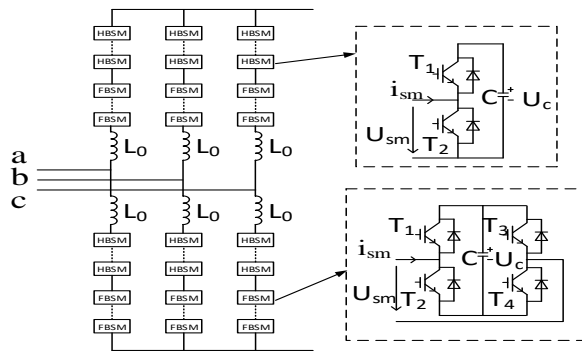 HBSM HBSM HBSM
HBSM HBSM HBSM
FBSM FBSM FBSM
FBSM FBSM FBSM
L0 L0 L0
a
b
c
L0 L0 L0
HBSM HBSM HBSM
HBSM HBSM HBSM
FBSM FBSM FBSM
FBSM FBSM FBSM
T1
ism
C + - Uc
Usm
T2
T1 T3
ism
C + - Uc
Usm
T2 T4